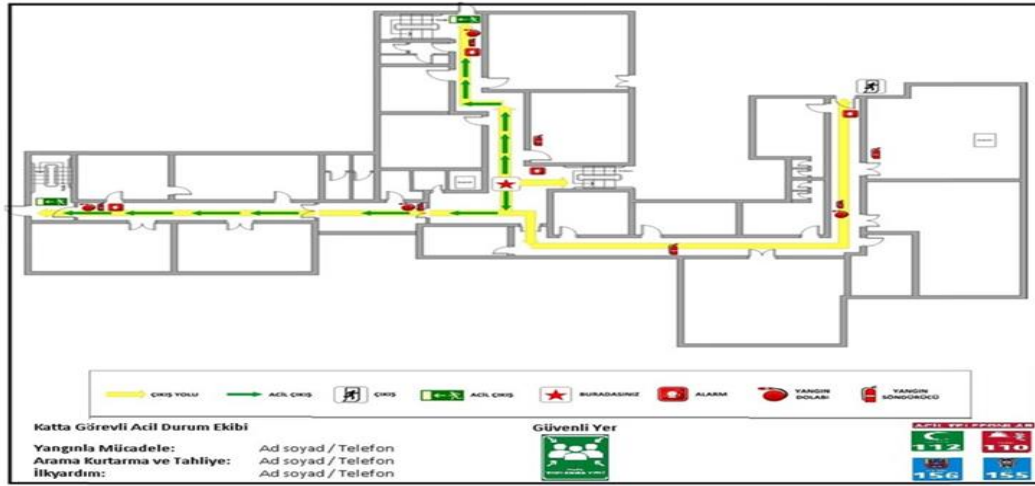 ÇIKIŞ YOLU
ACİL ÇIKIŞ
ÇIKIŞ
ACİL ÇIKIŞ
BURADASINIZ
ALARM
YANGIN DOLABI
YANGIN SÖNDÜRÜCÜ
Katta Görevli Acil Durum Ekibi
Yangınla Mücadele: Ad soyad / Telefon
Arama Kurtarma ve Tahliye: Ad soyad / Telefon
İlkyardım: Ad soyad / Telefon
Güvenli Yer
ACİL TELEFONLAR
112
110
156
155